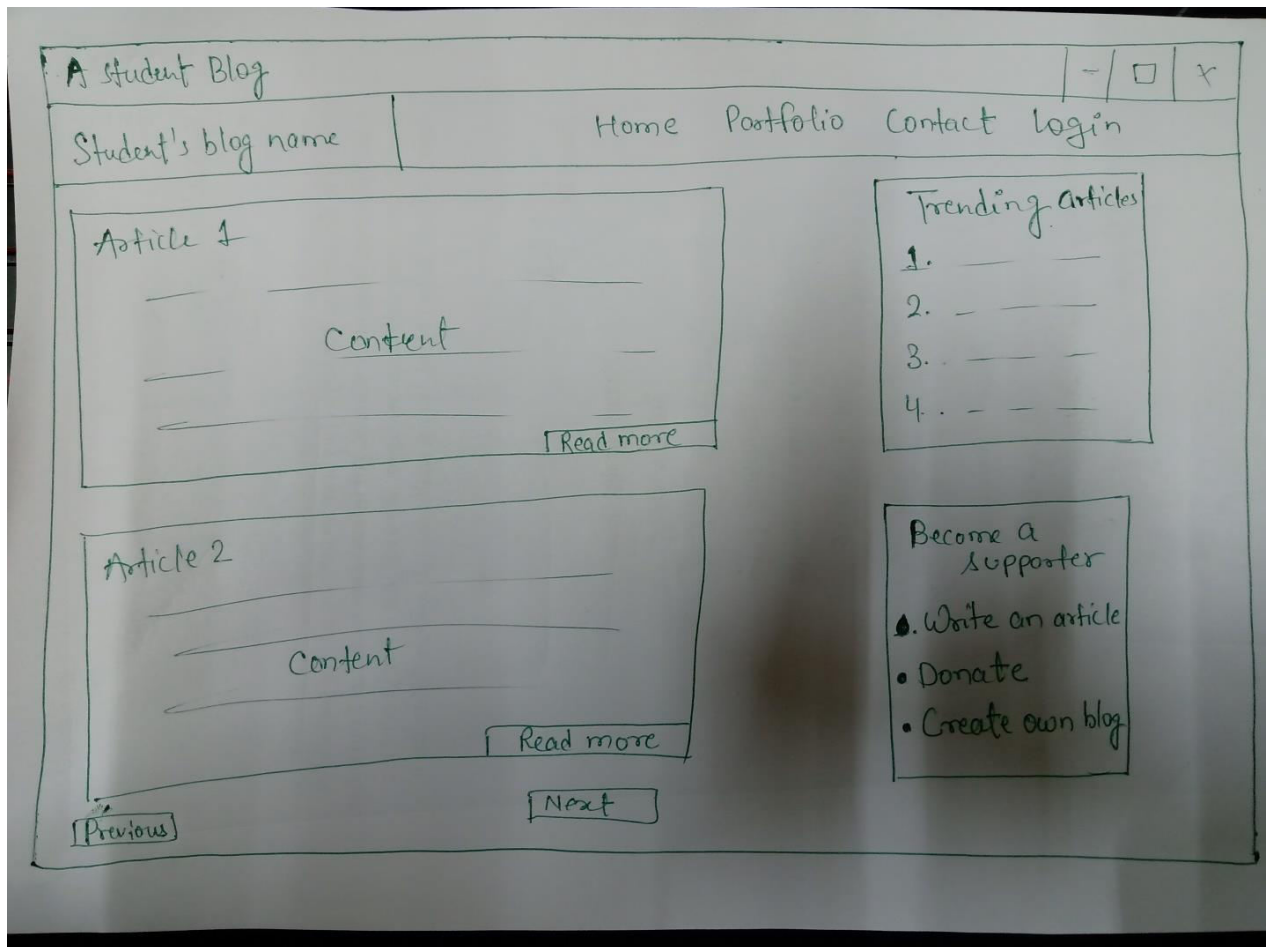 A student Blog
- □ x
Student's blog name
Home Portfolio Contact Login
Article 1
Content
Read more
Article 2
Content
Read more
Previous
Next
Trending articles
1.
2.
3.
4.
Become a
supporter
• Write an article
• Donate
• Create own blog